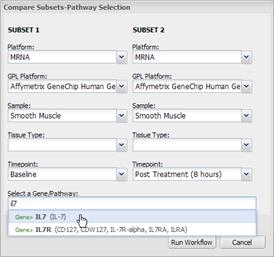 Compare Subsets-Pathway Selection
SUBSET 1 SUBSET 2
Platform: Platform:
MRNA MRNA
GPL Platform: GPL Platform:
Affymetrix GeneChip Human Ge Affymetrix GeneChip Human Ge
Sample: Sample:
Smooth Muscle Smooth Muscle
Tissue Type: Tissue Type:
Timepoint: Timepoint:
Baseline Post Treatment (8 hours)
Select a Gene/Pathway:
il7
Gene> IL7 (IL-7)
Gene> IL7R (CD127, CDW127, IL-7R-alpha, IL7RA, ILRA)
Run Workflow Cancel